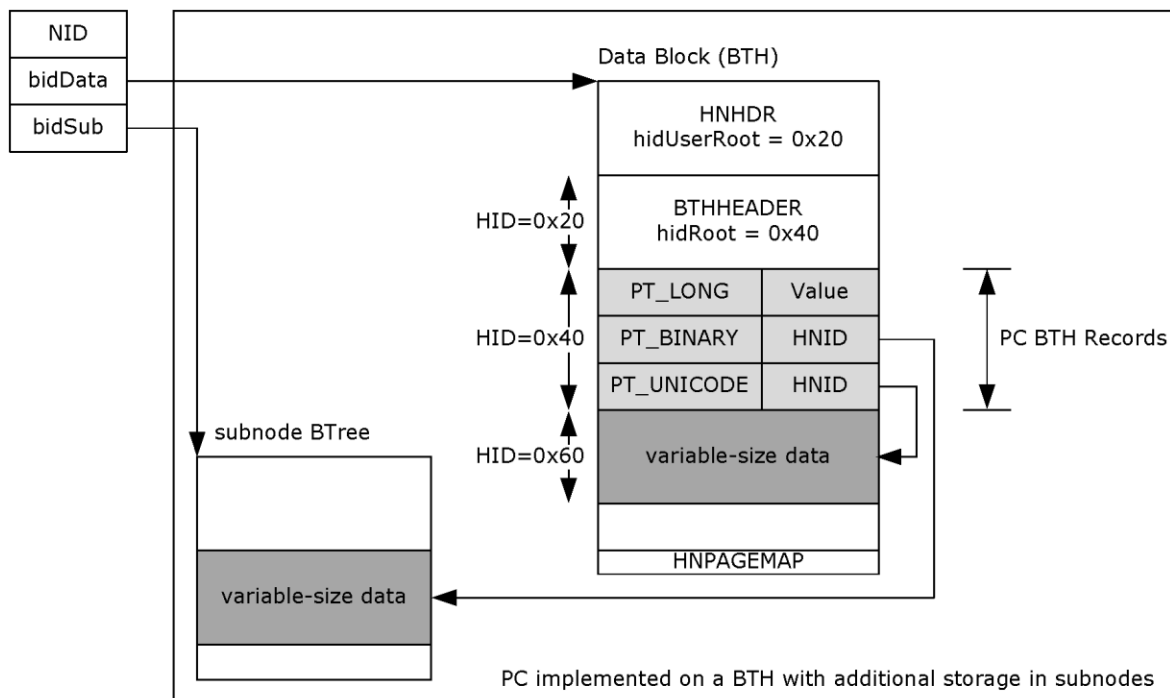 NID
bidData
bidSub
Data Block (BTH)
HNHDR
hidUserRoot = 0x20
HID=0x20
BTHHEADER
hidRoot = 0x40
HID=0x40
PT_LONG
Value
PT_BINARY
HNID
PT_UNICODE
HNID
PC BTH Records
HID=0x60
variable-size data
HNPAGEMAP
subnode BTree
variable-size data
PC implemented on a BTH with additional storage in subnodes